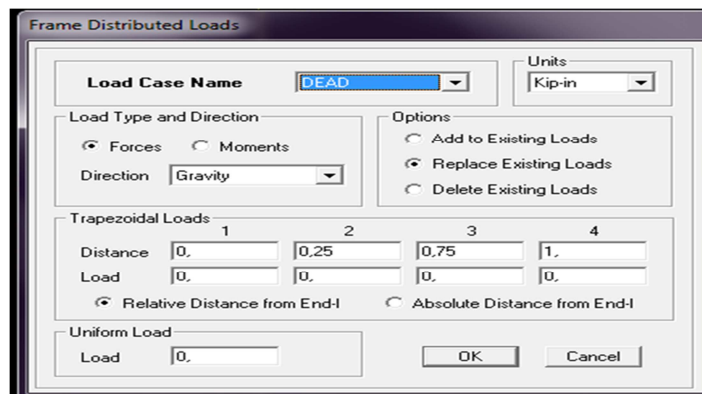 Frame Distributed Loads
Load Case Name DEAD
Units
Kip-in
Load Type and Direction
Forces Moments
Direction Gravity
Options
Add to Existing Loads
Replace Existing Loads
Delete Existing Loads
Trapezoidal Loads
1 2 3 4
Distance 0, 0,25 0,75 1,
Load 0, 0, 0, 0,
Relative Distance from End-I Absolute Distance from End-I
Uniform Load
Load 0,
OK Cancel